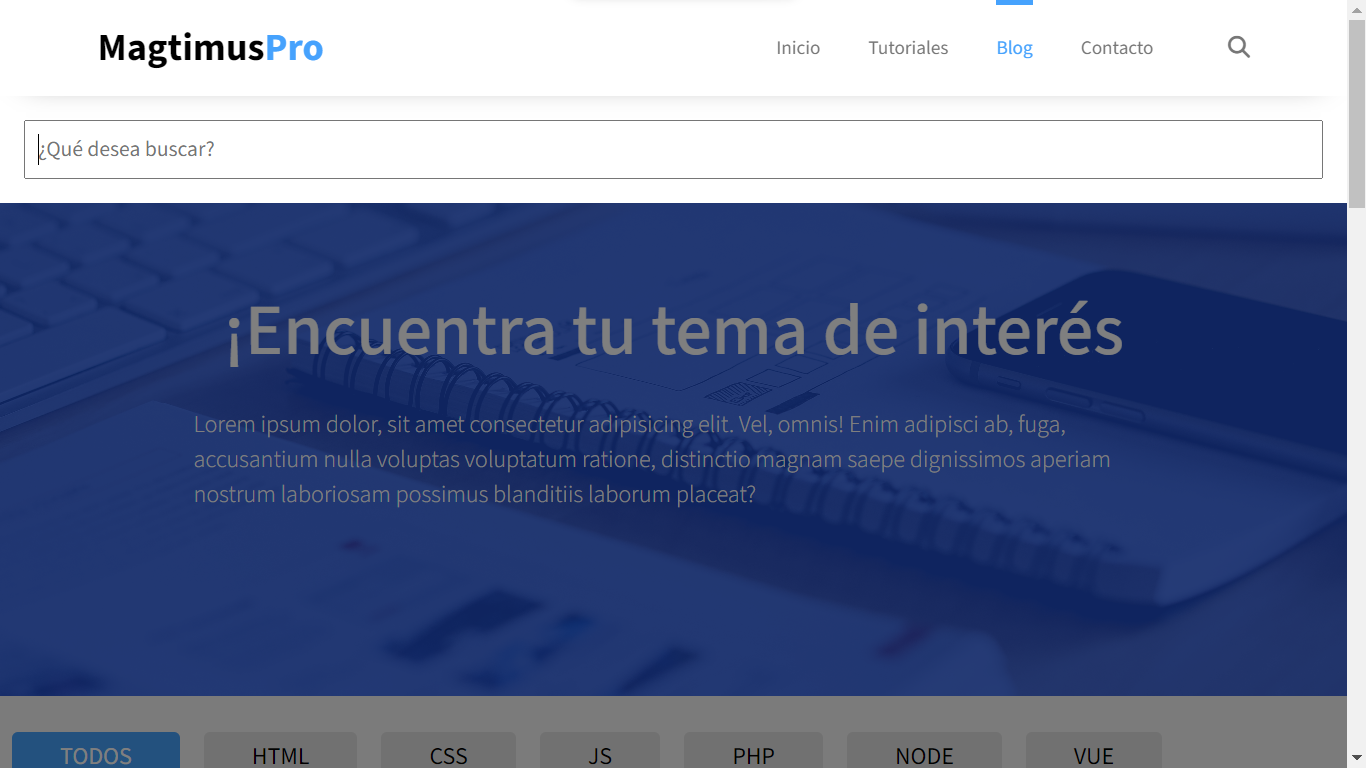 MagtimusPro
Inicio Tutoriales Blog Contacto
¿Qué desea buscar?
¡Encuentra tu tema de interés
Lorem ipsum dolor, sit amet consectetur adipisicing elit. Vel, omnis! Enim adipisci ab, fuga,
accusantium nulla voluptas voluptatum ratione, distinctio magnam saepe dignissimos aperiam
nostrum laboriosam possimus blanditiis laborum placeat?
TODOS HTML CSS JS PHP NODE VUE